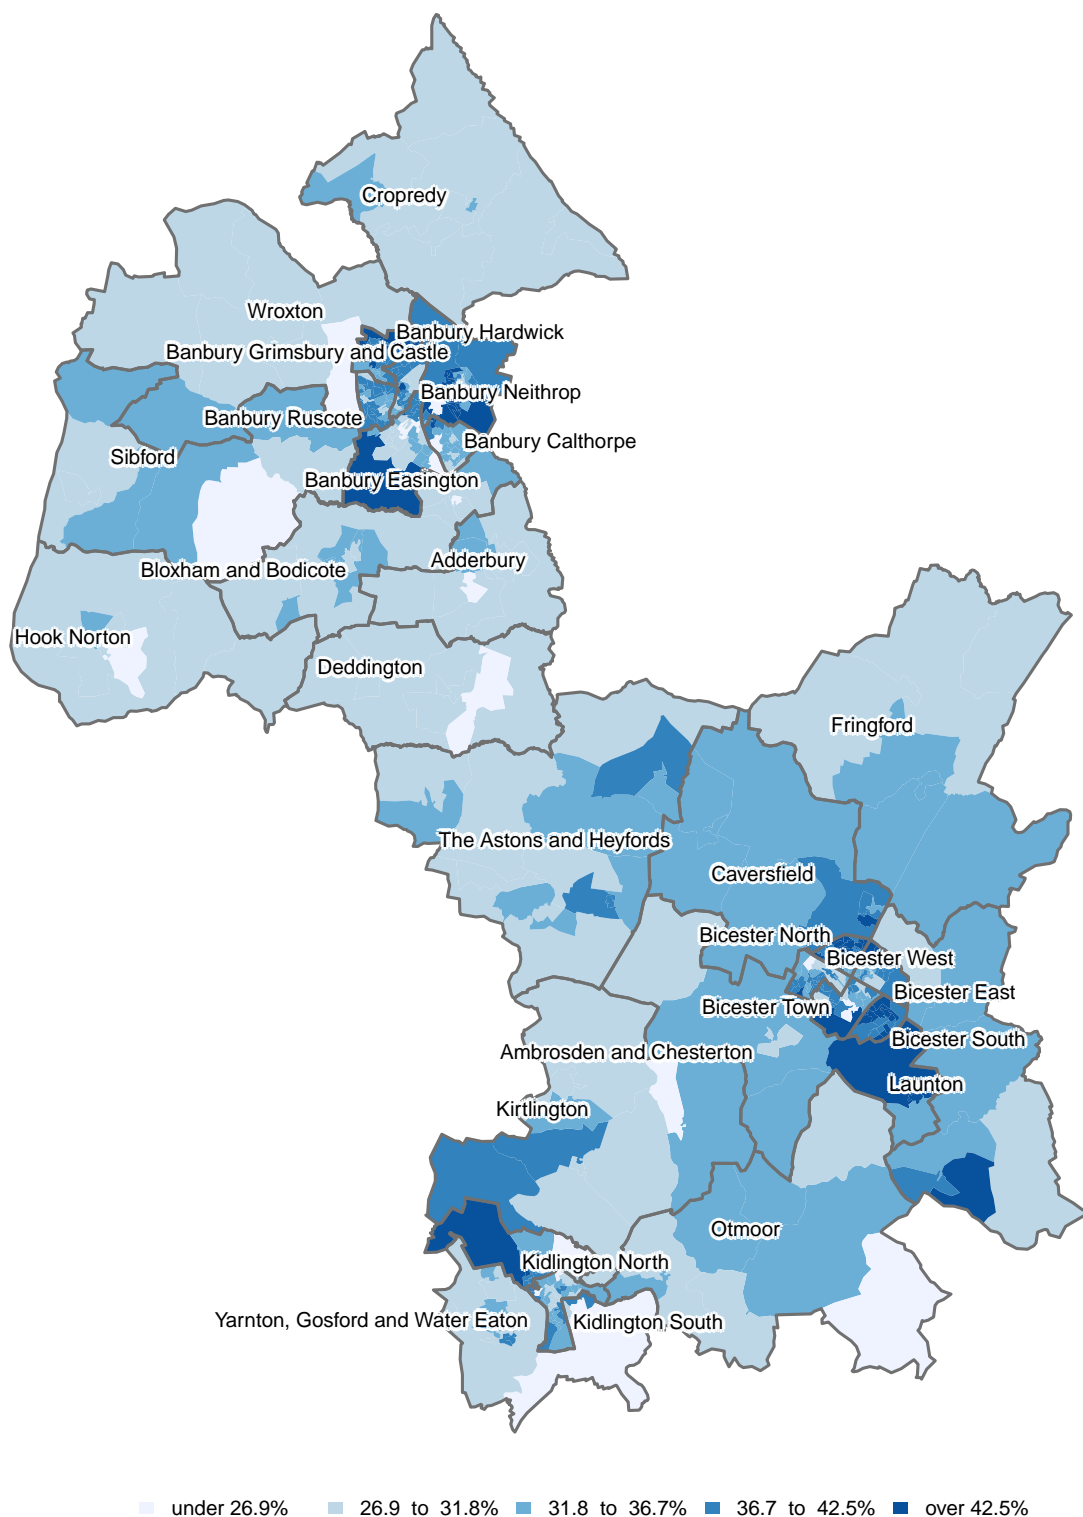 Cropredy
Wroxton
Banbury Hardwick
Banbury Grimsbury and Castle
Banbury Neithrop
Banbury Ruscote
Banbury Calthorpe
Sibford
Banbury Easington
Adderbury
Bloxham and Bodicote
Hook Norton
Deddington
Fringford
The Astons and Heyfords
Caversfield
Bicester North
Bicester West
Bicester East
Bicester Town
Bicester South
Ambrosden and Chesterton
Launton
Kirtlington
Otmoor
Kidlington North
Yarnton, Gosford and Water Eaton
Kidlington South
under 26.9% 26.9 to 31.8% 31.8 to 36.7% 36.7 to 42.5% over 42.5%